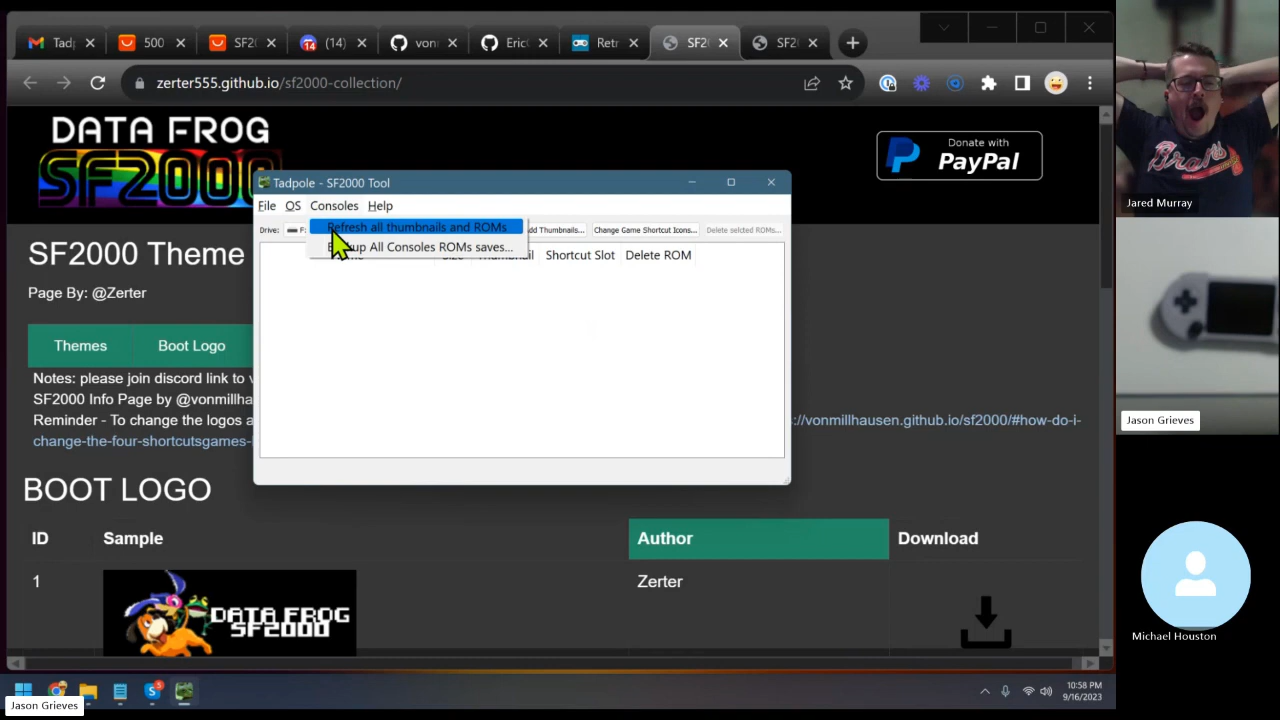 Tadp
500
SF2
(14)
von
Eric
Retr
SF2
SF2
zerter555.github.io/sf2000-collection/
DATA FROG
SF2000
Donate with
PayPal
Tadpole - SF2000 Tool
File OS Consoles Help
Drive: F:
Refresh all thumbnails and ROMs
Add Thumbnails...
Change Game Shortcut Icons...
Delete selcted ROMs...
All Consoles ROMs saves...
Shortcut Slot Delete ROM
SF2000 Theme
Page By: @Zerter
Themes Boot Logo
Notes: please join discord link to
SF2000 Info Page by @vonmillha
Reminder - To change the logos a
://vonmillhausen.github.io/sf2000/#how-do-i-
change-the-four-shortcutsgames-
BOOT LOGO
ID Sample Author Download
1 Zerter
DATA FROG
SF2000
10:58 PM
9/16/2023
Jason Grieves
Braves
Jared Murray
Jason Grieves
Michael Houston